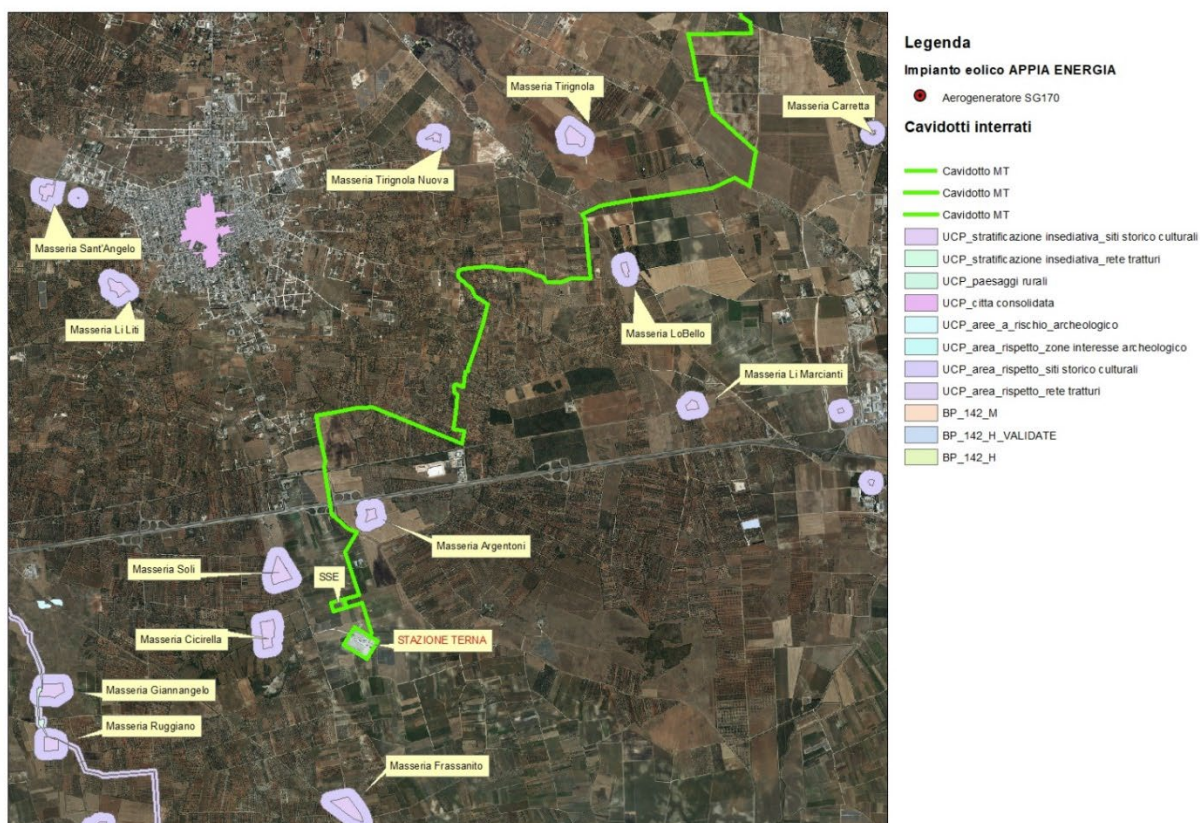 Masseria Tirignola
Masseria Carretta
Masseria Tirignola Nuova
Masseria Sant'Angelo
Masseria Li Liti
Masseria LoBello
Masseria Li Marcianti
Masseria Argentoni
Masseria Soli
SSE
Masseria Cicirella
STAZIONE TERNA
Masseria Giannangelo
Masseria Ruggiano
Masseria Frassanito
Legenda
Impianto eolico APPIA ENERGIA
Aerogeneratore SG170
Cavidotti interrati
Cavidotto MT
Cavidotto MT
Cavidotto MT
UCP_stratificazione insediativa_siti storico culturali
UCP_stratificazione insediativa_rete tratturi
UCP_paesaggi rurali
UCP_citta consolidata
UCP_aree_a_rischio_archeologico
UCP_area_rispetto_zone interesse archeologico
UCP_area_rispetto_siti storico culturali
UCP_area_rispetto_rete tratturi
BP_142_M
BP_142_H_VALIDATE
BP_142_H